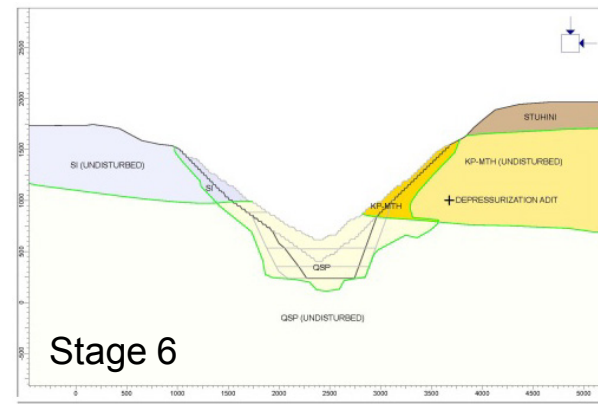 2500
2000
1500
1000
500
0
-500
STUHINI
SI (UNDISTURBED)
KP-MTH (UNDISTURBED)
SI
KP-MTH
DEPRESSURIZATION ADIT
QSP
QSP (UNDISTURBED)
Stage 6
0 500 1000 1500 2000 2500 3000 3500 4000 4500 5000